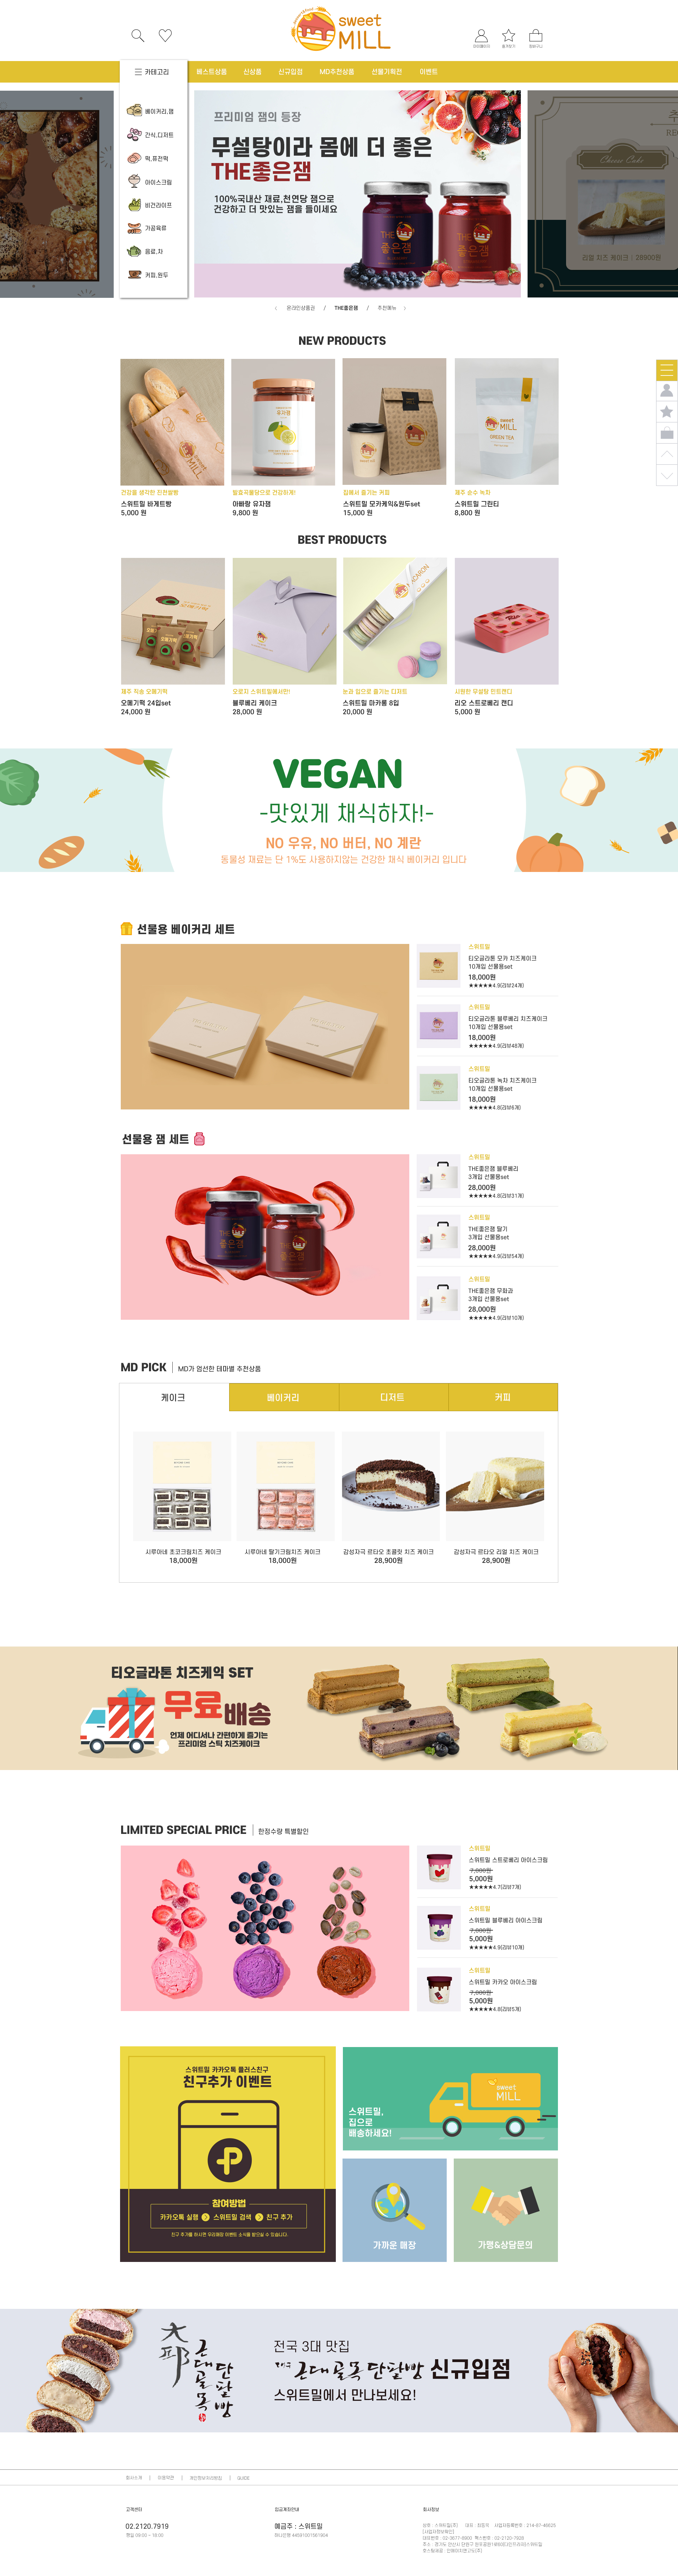 sweet
MILL
카테고리
베스트상품
신상품
신규입점
MD추천상품
선물기획전
이벤트
베이커리,잼
간식,디저트
떡,퓨전떡
아이스크림
비건라이프
가공육류
음료,차
커피,원두
프리미엄 잼의 등장
무설탕이라 몸에 더 좋은
THE좋은잼
100%국내산 재료,천연당 잼으로
건강하고 더 맛있는 잼을 들이세요
THE
좋은잼
THE
좋은잼
Cheese Cake
리얼 치즈 케이크 : 28900원
온라인상품권 / THE좋은잼 / 추천메뉴
NEW PRODUCTS
유자잼
sweet
MILL
GREEN TEA
건강을 생각한 천연발빵
스위트밀 바게트빵
5,000 원
알로곡물당으로 건강하게!
아빠랑 유자잼
9,800 원
집에서 즐기는 커피
스위트밀 모카케익&원두set
15,000 원
제주 순수 녹차
스위트밀 그린티
8,800 원
BEST PRODUCTS
제주 직송 오메기떡
오메기떡 24입set
24,000 원
오로지 스위트밀에서만!
블루베리 케이크
28,000 원
눈과 입으로 즐기는 디저트
스위트밀 마카롱 8입
20,000 원
시원한 무설탕 민트캔디
리오 스트로베리 캔디
5,000 원
VEGAN
-맛있게 채식하자!-
NO 우유, NO 버터, NO 계란
동물성 재료는 단 1%도 사용하지않는 건강한 채식 베이커리 입니다
선물용 베이커리 세트
스위트밀
티오글라톤 모카 치즈케이크
10개입 선물용set
18,000원
★★★★★4.9(리뷰24개)
스위트밀
티오글라톤 블루베리 치즈케이크
10개입 선물용set
18,000원
★★★★★4.9(리뷰48개)
스위트밀
티오글라톤 녹차 치즈케이크
10개입 선물용set
18,000원
★★★★★4.8(리뷰6개)
선물용 잼 세트
THE
좋은잼
THE
좋은잼
스위트밀
THE좋은잼 블루베리
3개입 선물용set
28,000원
★★★★★4.8(리뷰31개)
스위트밀
THE좋은잼 딸기
3개입 선물용set
28,000원
★★★★★4.9(리뷰54개)
스위트밀
THE좋은잼 무화과
3개입 선물용set
28,000원
★★★★★4.9(리뷰10개)
MD PICK | MD가 엄선한 테마별 추천상품
케이크
베이커리
디저트
커피
시루아네 초코크림치즈 케이크
18,000원
시루아네 딸기크림치즈 케이크
18,000원
감성자극 르타오 초콜릿 치즈 케이크
28,900원
감성자극 르타오 리얼 치즈 케이크
28,900원
티오글라톤 치즈케익 SET
무료배송
언제 어디서나 간편하게 즐기는
프리미엄 스틱 치즈케이크
LIMITED SPECIAL PRICE | 한정수량 특별할인
스위트밀
스위트밀 스트로베리 아이스크림
7,000원
5,000원
★★★★★4.7(리뷰7개)
스위트밀
스위트밀 블루베리 아이스크림
7,000원
5,000원
★★★★★4.9(리뷰10개)
스위트밀
스위트밀 카카오 아이스크림
7,000원
5,000원
★★★★★4.8(리뷰5개)
스위트밀 카카오톡 플러스친구
친구추가 이벤트
참여방법
카카오톡 실행
스위트밀 검색
친구 추가
친구 추가를 하시면 우리매장 이벤트 소식을 받으실 수 있습니다.
스위트밀,
집으로
배송하세요!
sweet
MILL
가까운 매장
가맹&상담문의
근대골목
단팥빵
전국 3대 맛집
근대골목단팥빵 신규입점
스위트밀에서 만나보세요!
회사소개 | 이용약관 | 개인정보처리방침
고객센터
02.2120.7919
평일 09:00 ~ 18:00
입금계좌안내
예금주 : 스위트밀
회사정보